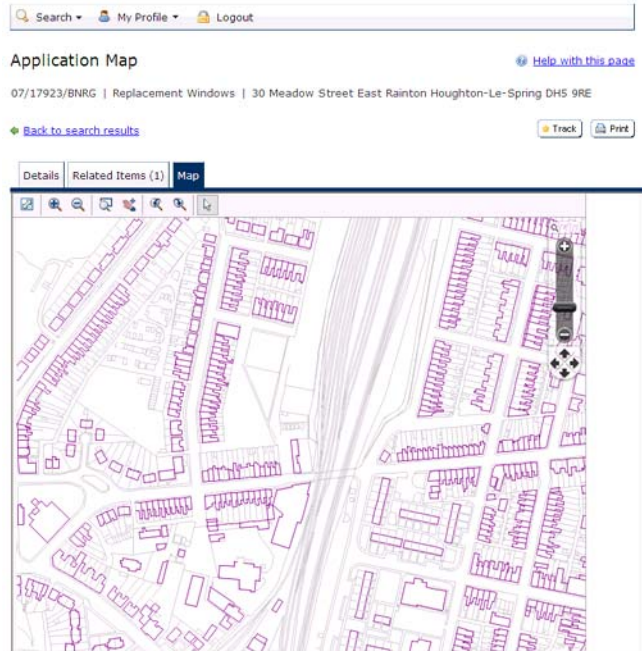 Search My Profile Logout
Application Map
Help with this page
07/17923/BNRG | Replacement Windows | 30 Meadow Street East Rainton Houghton-Le-Spring DH5 9RE
Back to search results
Track Print
Details Related Items (1) Map